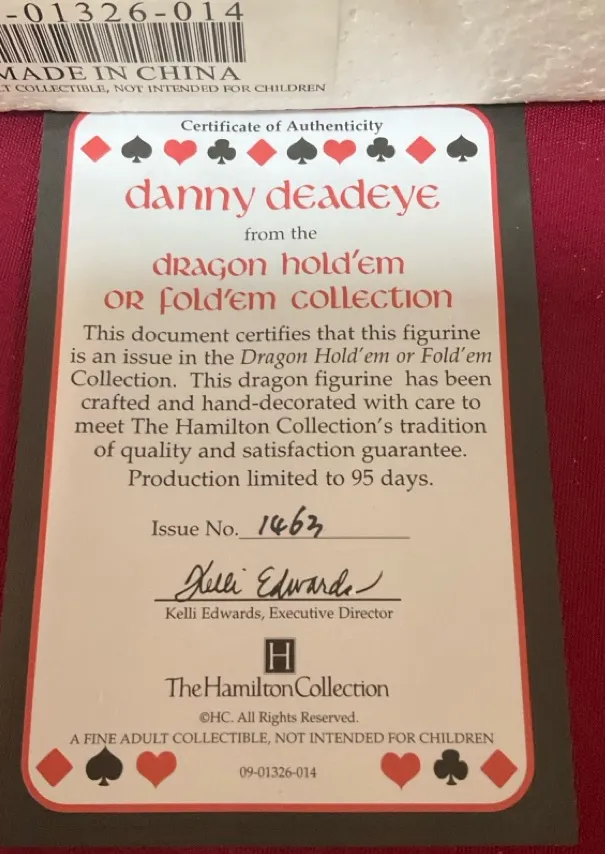 -01326-014
MADE IN CHINA
T COLLECTIBLE, NOT INTENDED FOR CHILDREN
Certificate of Authenticity
danny deadeye
from the
dragon hold'em
or fold'em collection
This document certifies that this figurine
is an issue in the Dragon Hold'em or Fold'em
Collection. This dragon figurine has been
crafted and hand-decorated with care to
meet The Hamilton Collection's tradition
of quality and satisfaction guarantee.
Production limited to 95 days.
Issue No. 1463
Kelli Edwards
Kelli Edwards, Executive Director
H
The Hamilton Collection
©HC. All Rights Reserved.
A FINE ADULT COLLECTIBLE, NOT INTENDED FOR CHILDREN
09-01326-014